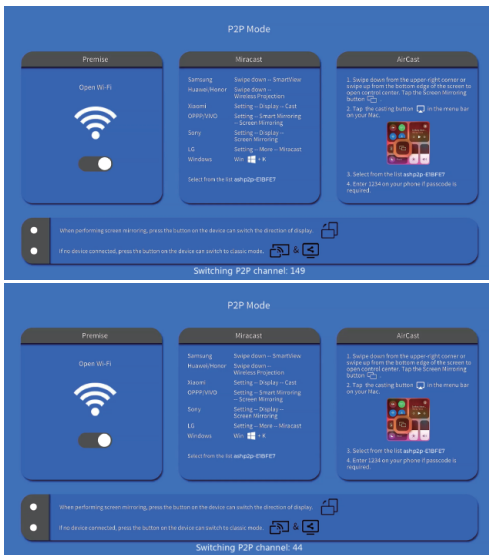 P2P Mode
Premise
Open Wi-Fi
Miracast
Samsung Swipe down -- SmartView
Huawei/Honor Swipe down --
Wireless Projection
Xiaomi Setting -- Display -- Cast
OPPP/VIVO Setting -- Smart Mirroring
-- Screen Mirroring
Sony Setting -- Display --
Screen Mirroring
LG Setting -- More -- Miracast
Windows Win + K
Select from the list ashp2p-E1BFE7
AirCast
1. Swipe down from the upper-right corner or
swipe up from the bottom edge of the screen to
open control center. Tap the Screen Mirroring
button
2. Tap the casting button in the menu bar
on your Mac.
3. Select from the list ashp2p-E1BFE7
4. Enter 1234 on your phone if passcode is
required.
When performing screen mirroring, press the button on the device can switch the direction of display.
If no device connected, press the button on the device can switch to classic mode. &
Switching P2P channel: 149
P2P Mode
Premise
Open Wi-Fi
Miracast
Samsung Swipe down -- SmartView
Huawei/Honor Swipe down --
Wireless Projection
Xiaomi Setting -- Display -- Cast
OPPP/VIVO Setting -- Smart Mirroring
-- Screen Mirroring
Sony Setting -- Display --
Screen Mirroring
LG Setting -- More -- Miracast
Windows Win + K
Select from the list ashp2p-E1BFE7
AirCast
1. Swipe down from the upper-right corner or
swipe up from the bottom edge of the screen to
open control center. Tap the Screen Mirroring
button
2. Tap the casting button in the menu bar
on your Mac.
3. Select from the list ashp2p-E1BFE7
4. Enter 1234 on your phone if passcode is
required.
When performing screen mirroring, press the button on the device can switch the direction of display.
If no device connected, press the button on the device can switch to classic mode. &
Switching P2P channel: 44